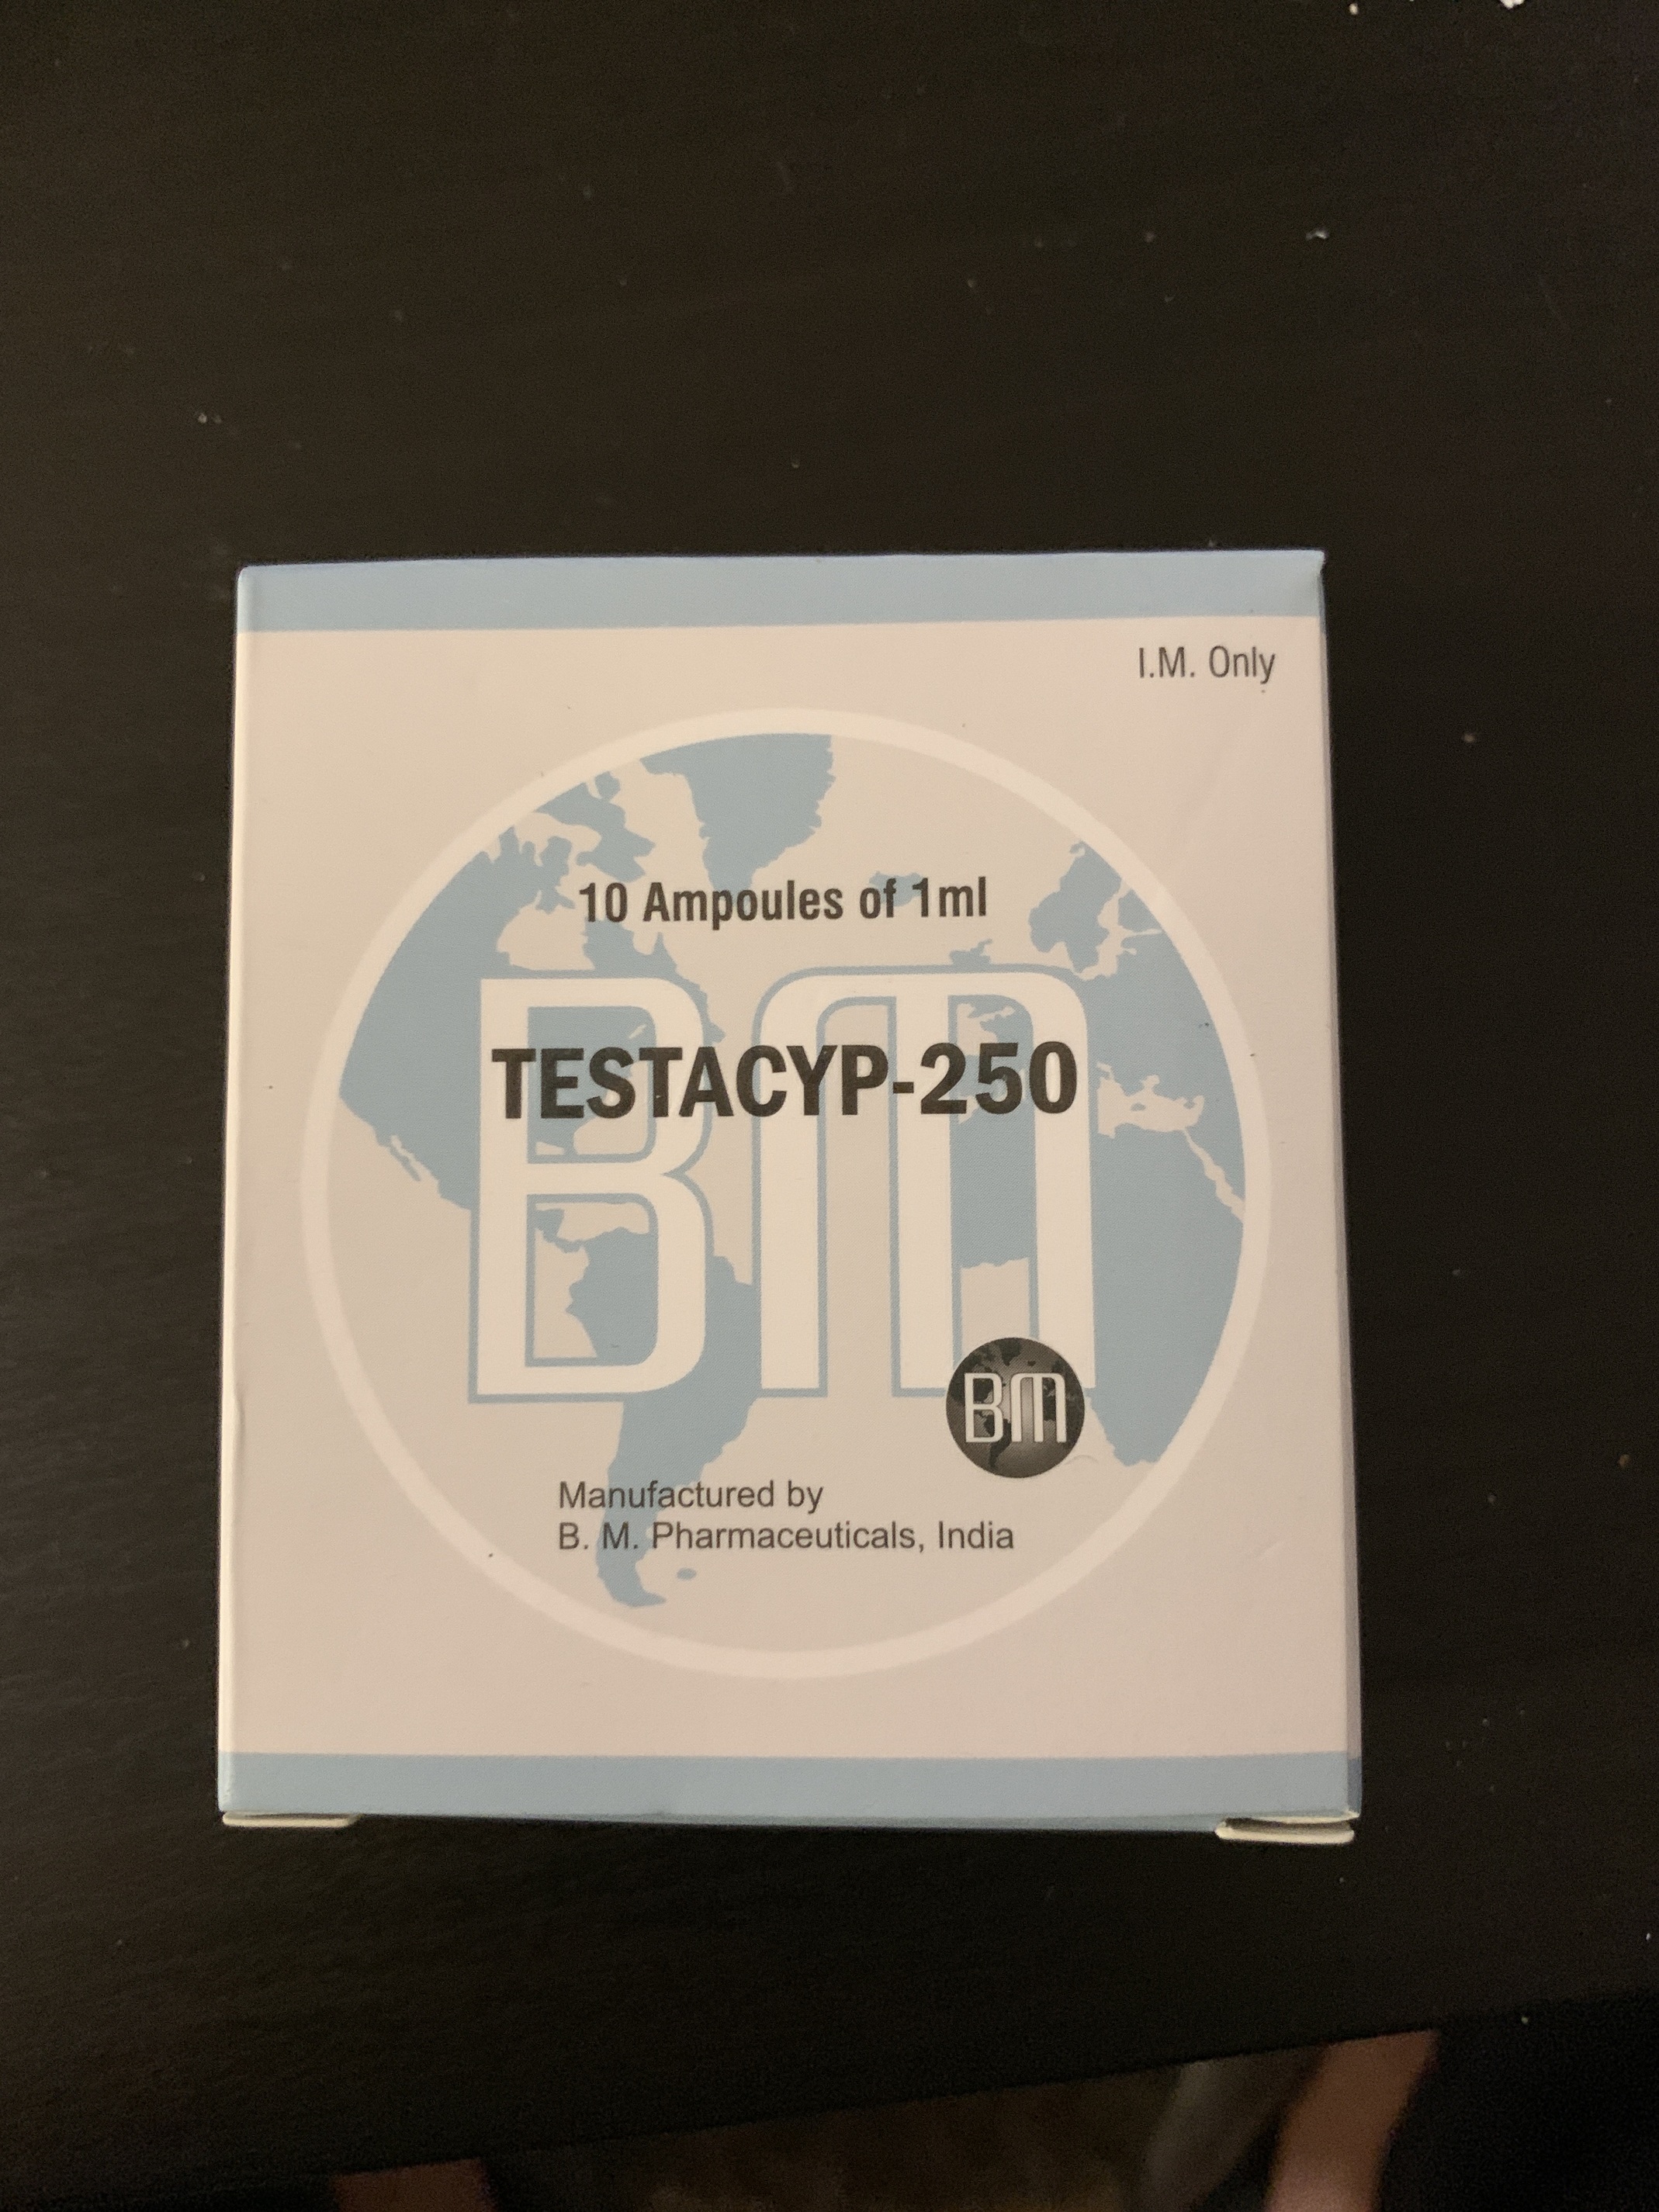 I.M. Only
10 Ampoules of 1ml
BM
TESTACYP-250
BM
Manufactured by
B. M. Pharmaceuticals, India